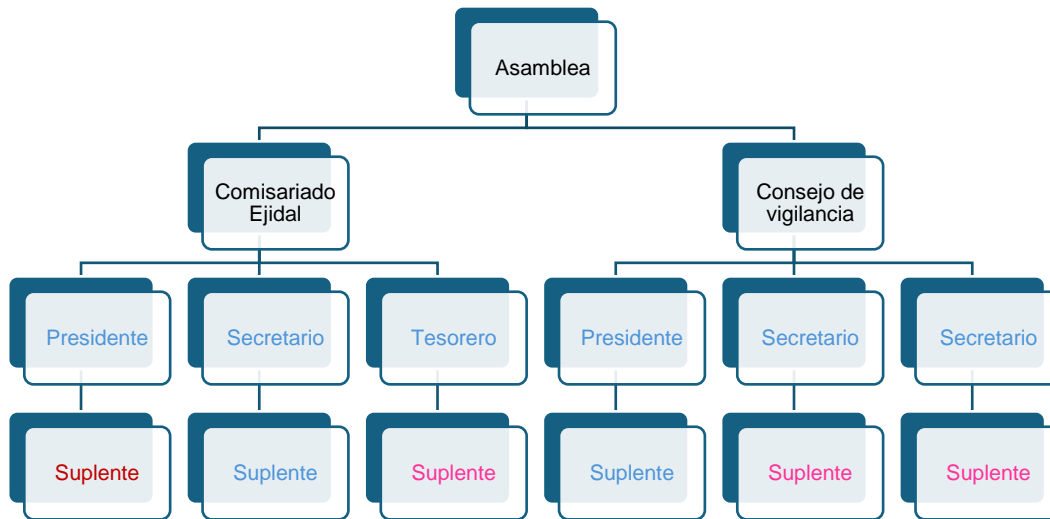 Asamblea
Comisariado
Ejidal
Consejo de
vigilancia
Presidente
Secretario
Tesorero
Presidente
Secretario
Secretario
Suplente
Suplente
Suplente
Suplente
Suplente
Suplente